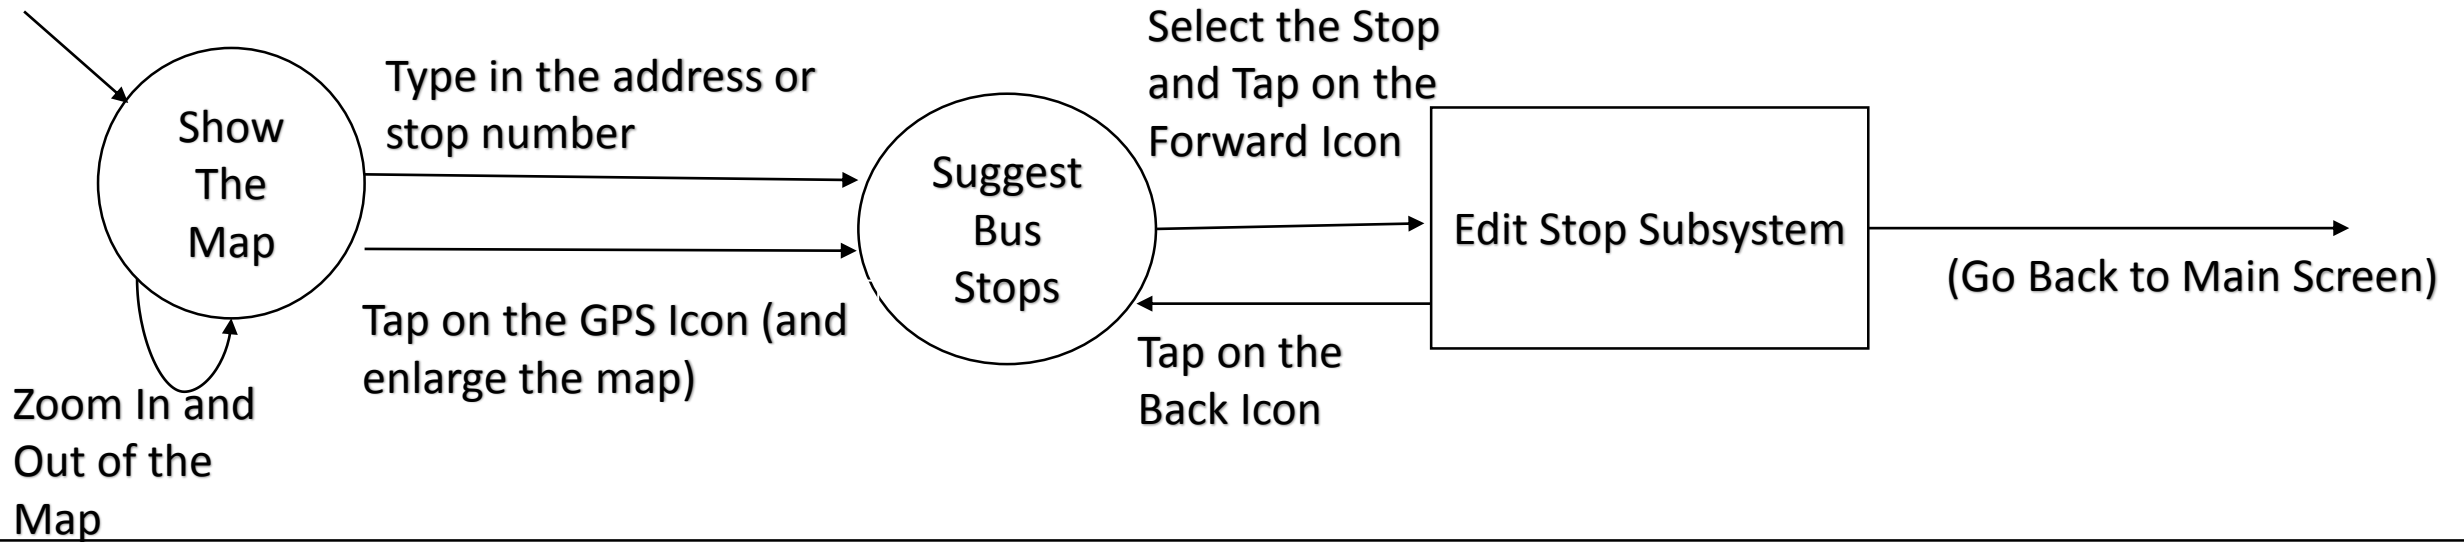 Show
The
Map
Type in the address or
stop number
Tap on the GPS Icon (and
enlarge the map)
Zoom In and
Out of the
Map
Suggest
Bus
Stops
Select the Stop
and Tap on the
Forward Icon
Tap on the
Back Icon
Edit Stop Subsystem
(Go Back to Main Screen)